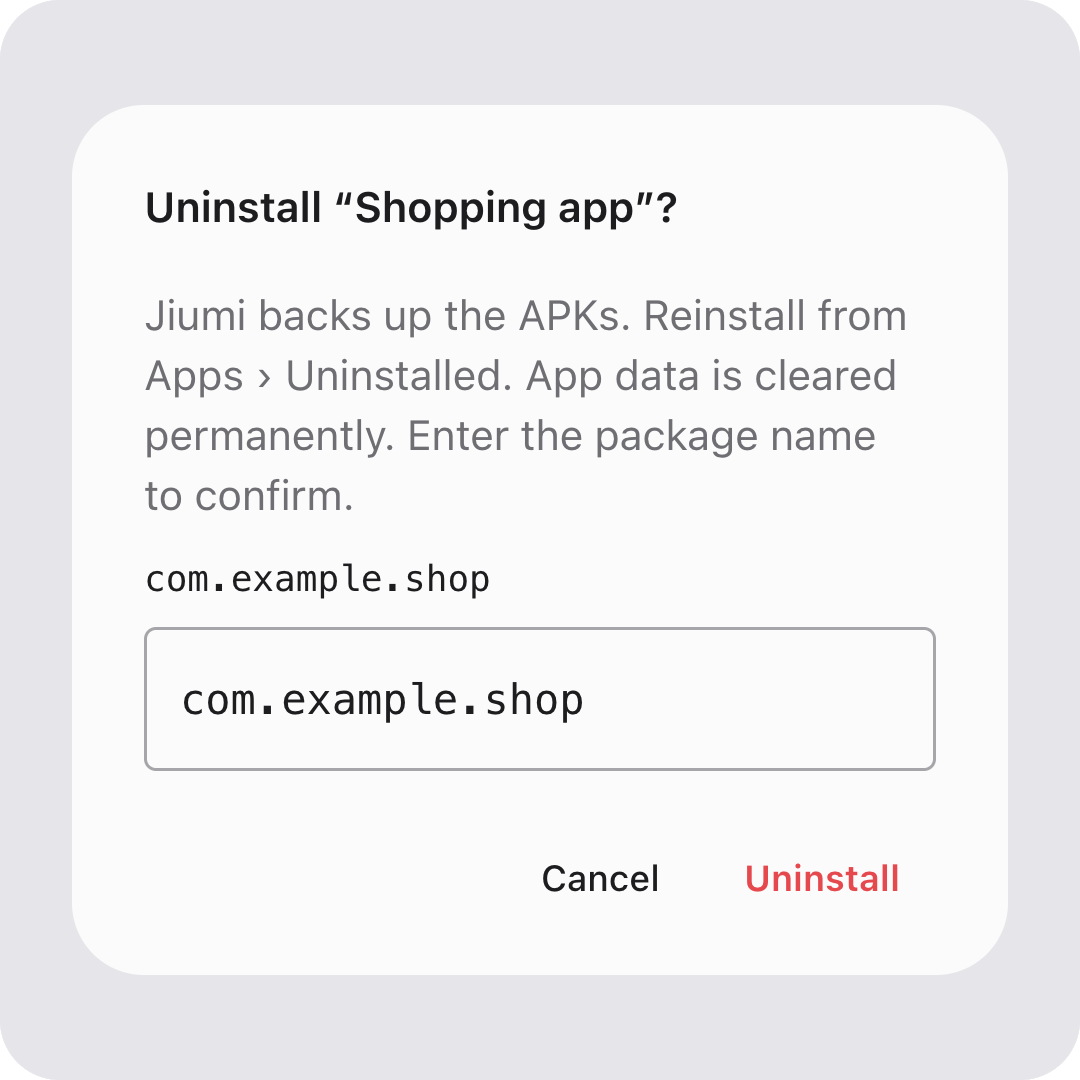 Uninstall “Shopping app”?
Jiumi backs up the APKs. Reinstall from
Apps › Uninstalled. App data is cleared
permanently. Enter the package name
to confirm.
com.example.shop
com.example.shop
Cancel Uninstall